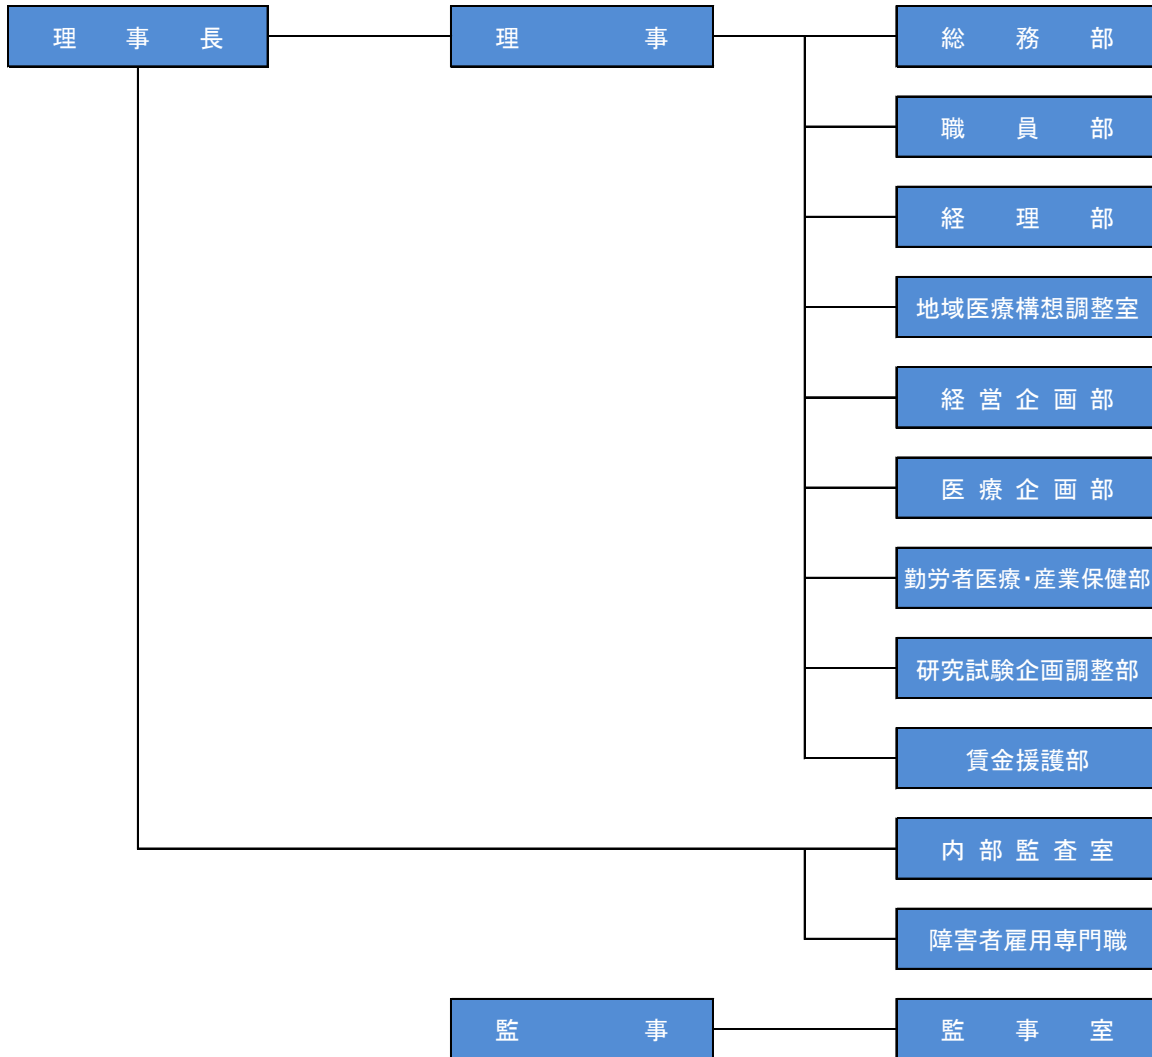 理事長
理事
総務部
職員部
経理部
地域医療構想調整室
経営企画部
医療企画部
勤労者医療・産業保健部
研究試験企画調整部
賃金援護部
内部監査室
障害者雇用専門職
監事
監事室